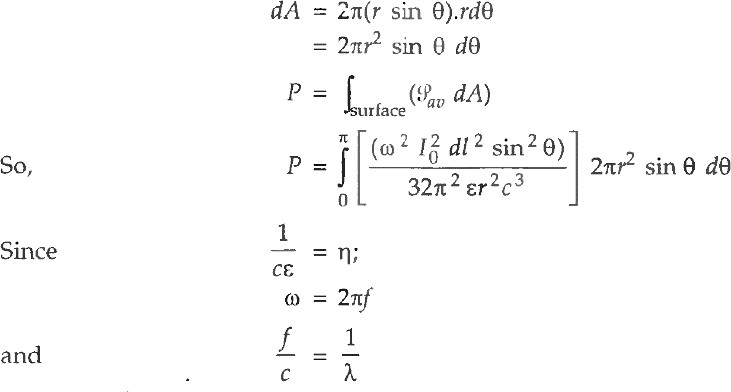 dA = 2π(r sin θ).rdθ
= 2πr² sin θ dθ
P = ∫surface (𝒫av dA)
So, P = ∫₀^π [ (ω² I₀² dl² sin² θ) / 32π² εr²c³ ] 2πr² sin θ dθ
Since 1/cε = η;
ω = 2πf
and f/c = 1/λ